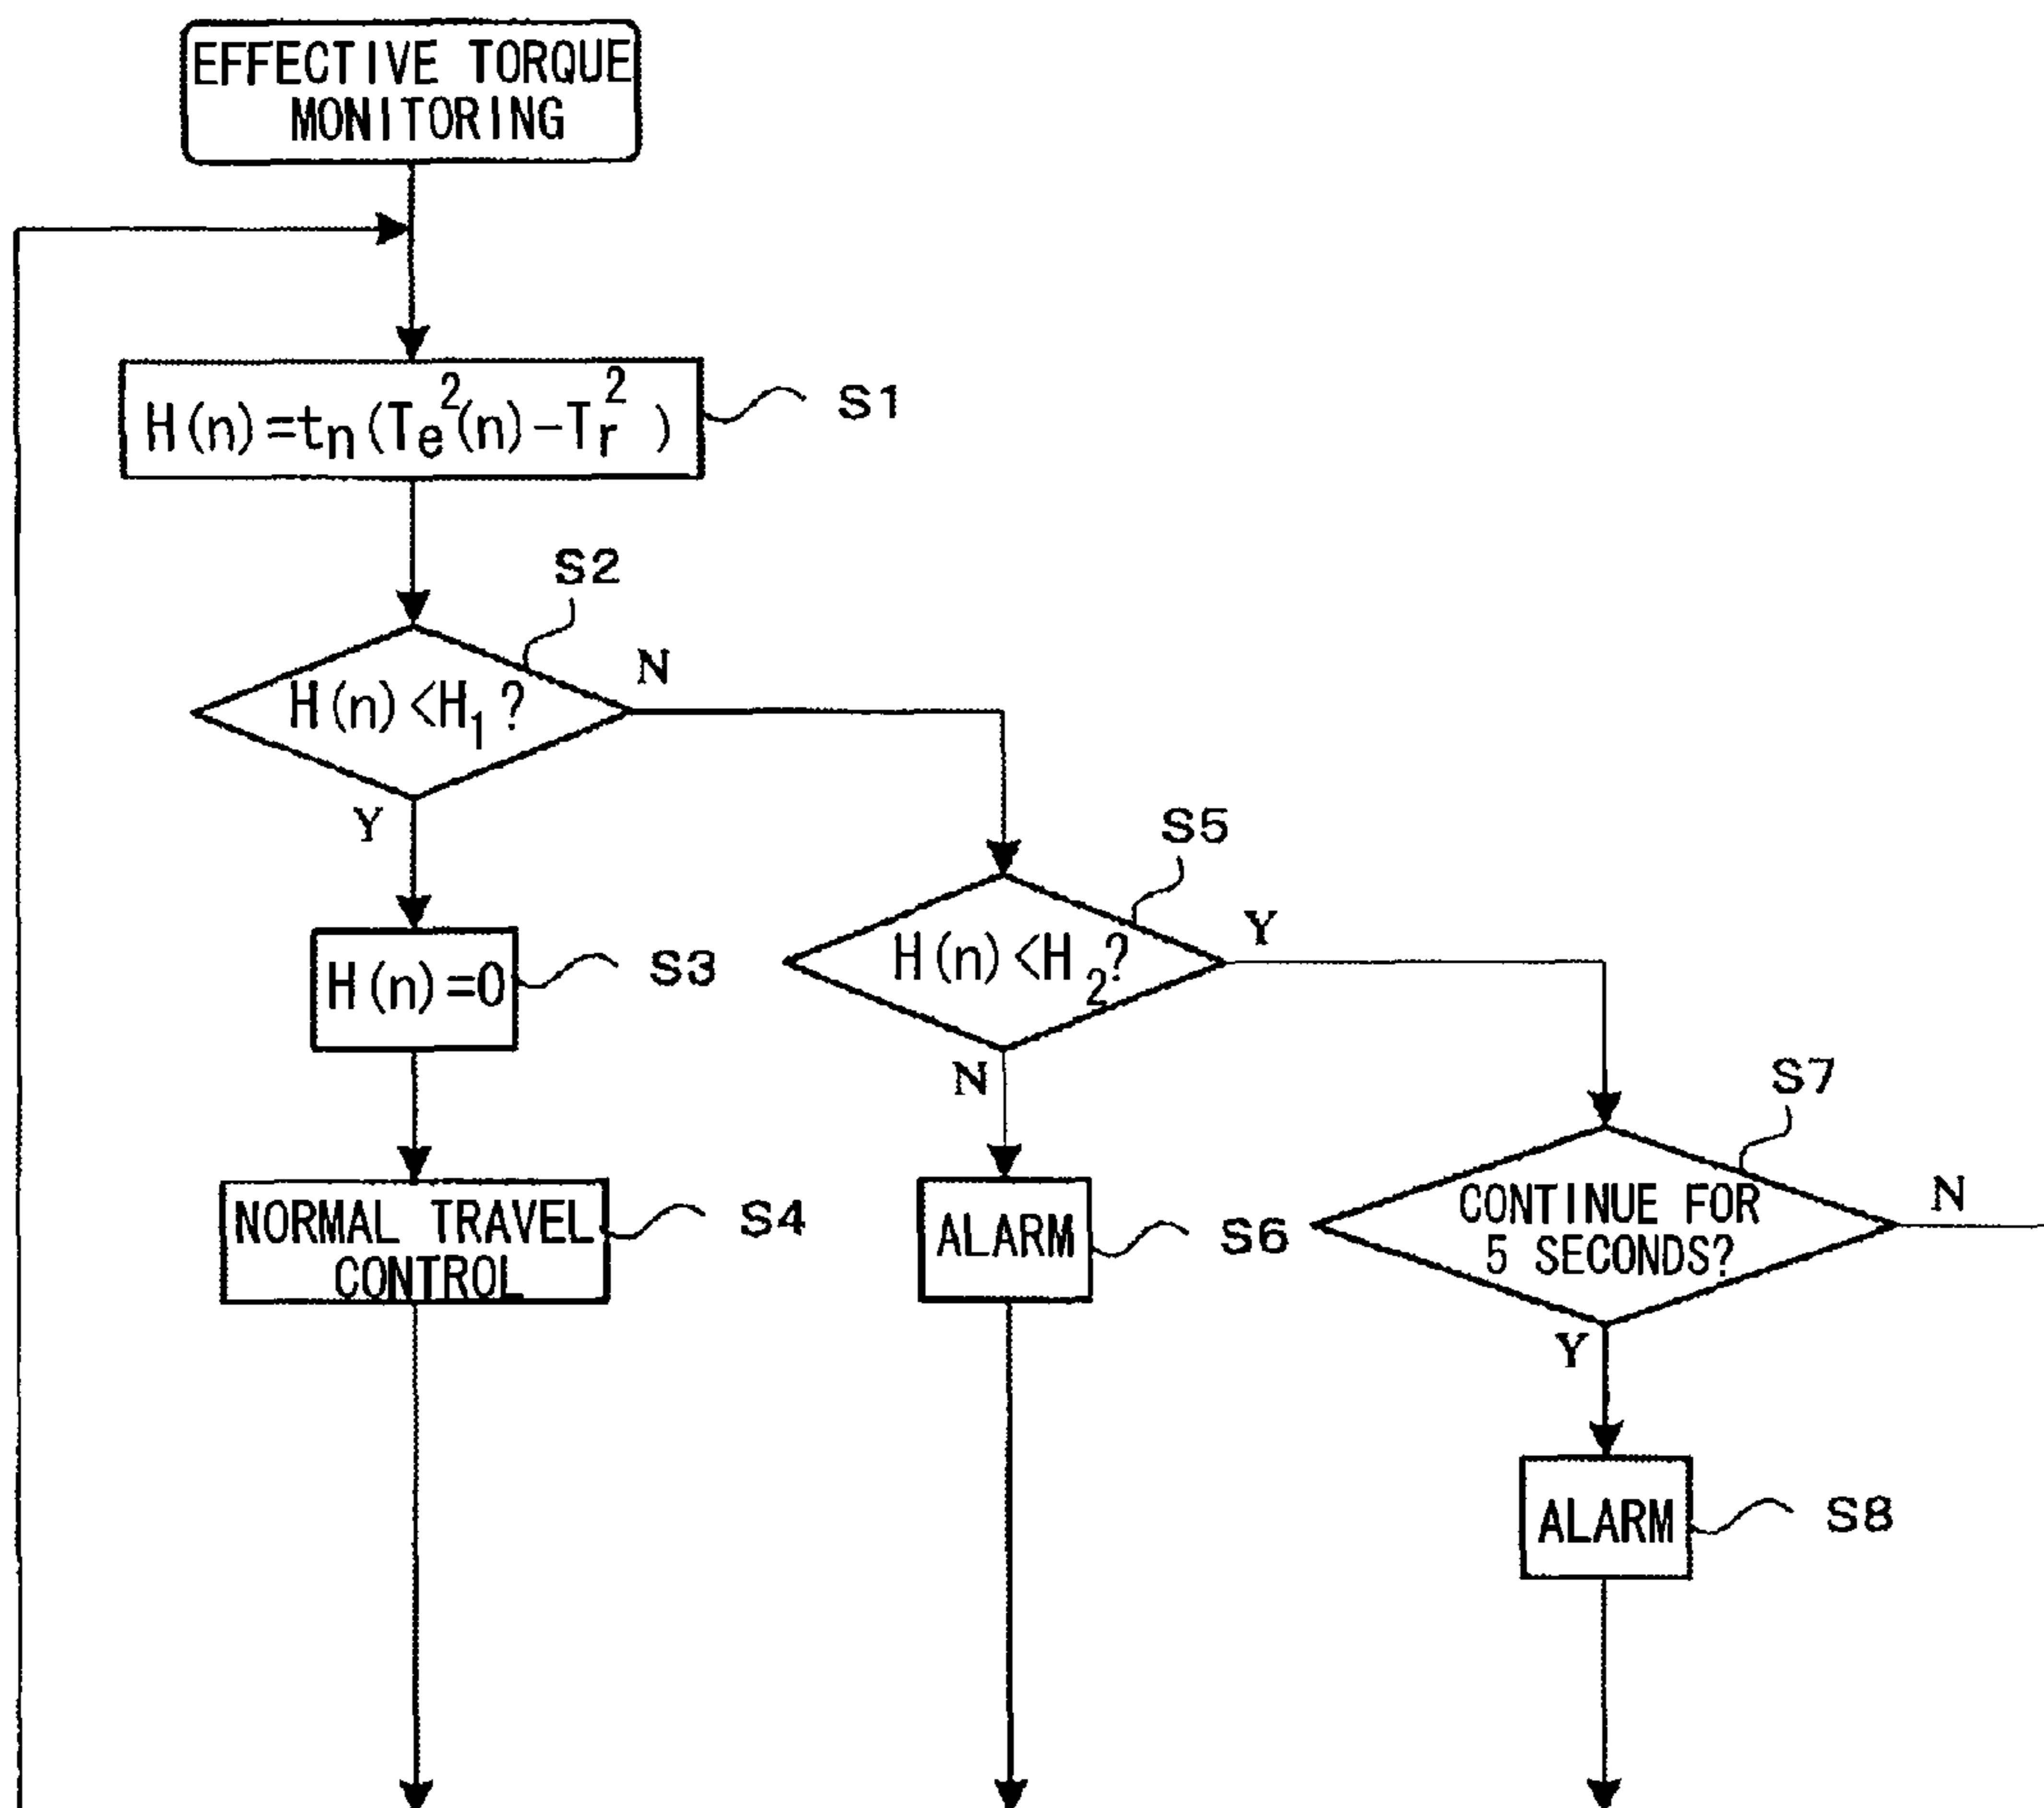 EFFECTIVE TORQUE
MONITORING
H(n)=tₙ(Tₑ²(n)-Tᵣ²)
S1
S2
H(n)<H₁?
N
Y
S3
H(n)=0
S5
H(n)<H₂?
Y
N
S7
NORMAL TRAVEL
CONTROL
S4
ALARM
S6
CONTINUE FOR
5 SECONDS?
N
Y
ALARM
S8